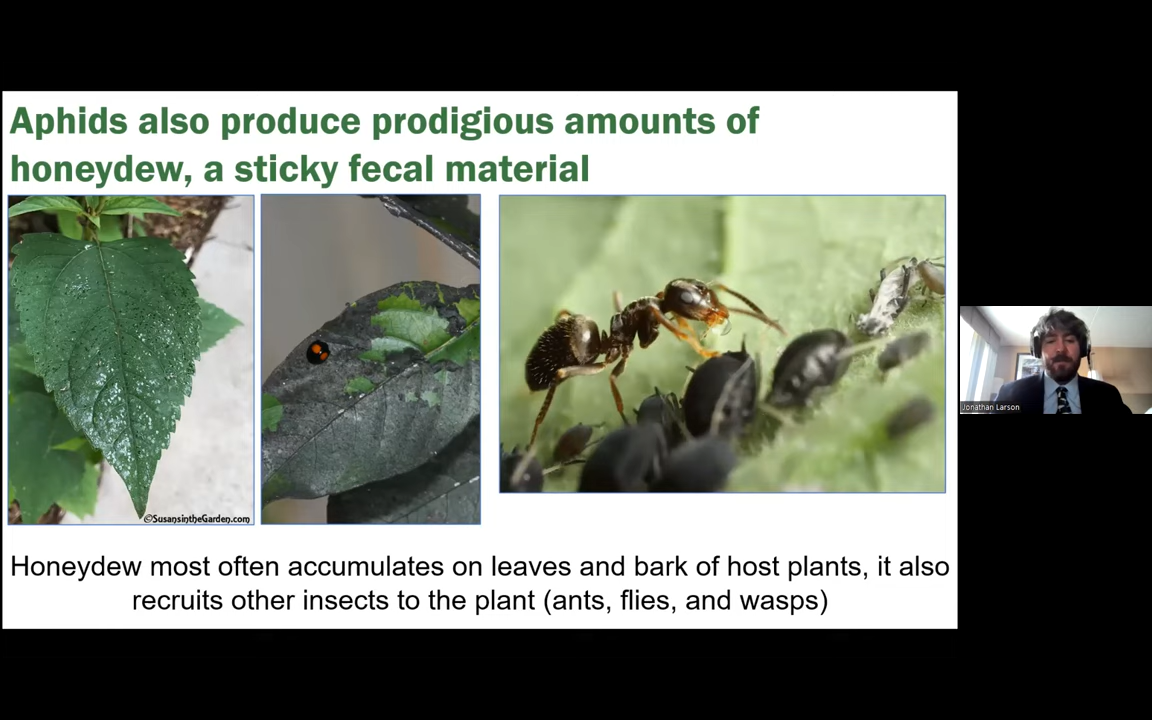 Aphids also produce prodigious amounts of
honeydew, a sticky fecal material
©SusansintheGarden.com
Honeydew most often accumulates on leaves and bark of host plants, it also
recruits other insects to the plant (ants, flies, and wasps)
Jonathan Larson